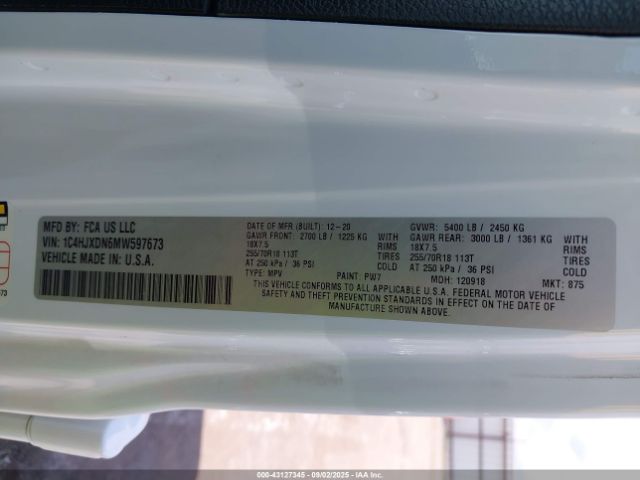 MFD BY: FCA US LLC
VIN: 1C4HJXDN6MW597673
VEHICLE MADE IN: U.S.A.
DATE OF MFR (BUILT): 12-20
GAWR FRONT: 2700 LB / 1225 KG WITH
18X7.5 RIMS
255/70R18 113T TIRES
AT 250 kPa / 36 PSI COLD
TYPE: MPV PAINT: PW7
GVWR: 5400 LB / 2450 KG
GAWR REAR: 3000 LB / 1361 KG WITH
18X7.5 RIMS
255/70R18 113T TIRES
AT 250 kPa / 36 PSI COLD
MDH: 120918 MKT: 875
THIS VEHICLE CONFORMS TO ALL APPLICABLE U.S.A. FEDERAL MOTOR VEHICLE
SAFETY AND THEFT PREVENTION STANDARDS IN EFFECT ON THE DATE OF
MANUFACTURE SHOWN ABOVE.
000-43127345 - 09/02/2025 - IAA Inc.